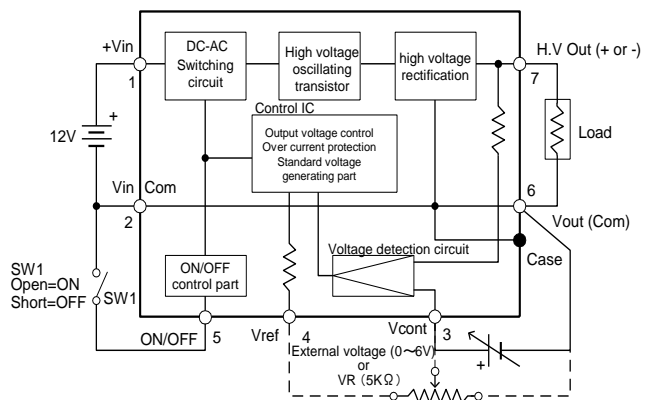 +Vin
1
DC-AC
Switching
circuit
High voltage
oscillating
transistor
high voltage
rectification
H.V Out (+ or -)
7
Control IC
Output voltage control
Over current protection
Standard voltage
generating part
12V
+
Load
Vin
Com
2
6
Vout (Com)
Case
Voltage detection circuit
SW1
Open=ON
Short=OFF
SW1
ON/OFF
control part
ON/OFF
5
Vref
4
Vcont
3
External voltage (0～6V)
or
VR (5KΩ)
+